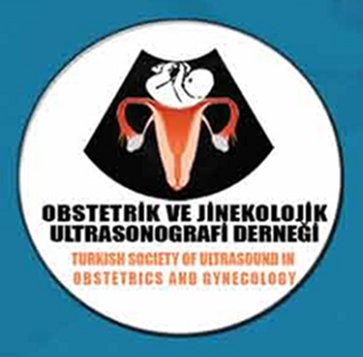 OBSTETRİK VE JİNEKOLOJİK
ULTRASONOGRAFİ DERNEĞİ
TURKISH SOCIETY OF ULTRASOUND IN
OBSTETRICS AND GYNECOLOGY